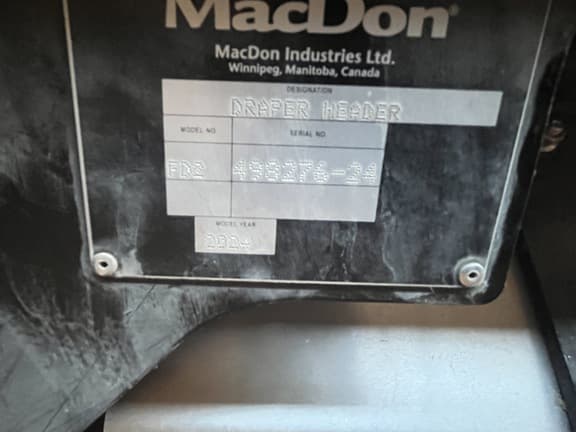 MacDon
MacDon Industries Ltd.
Winnipeg, Manitoba, Canada
DESIGNATION
DRAPER HEADER
MODEL NO. SERIAL NO.
FD2 498276-24
MODEL YEAR
2024